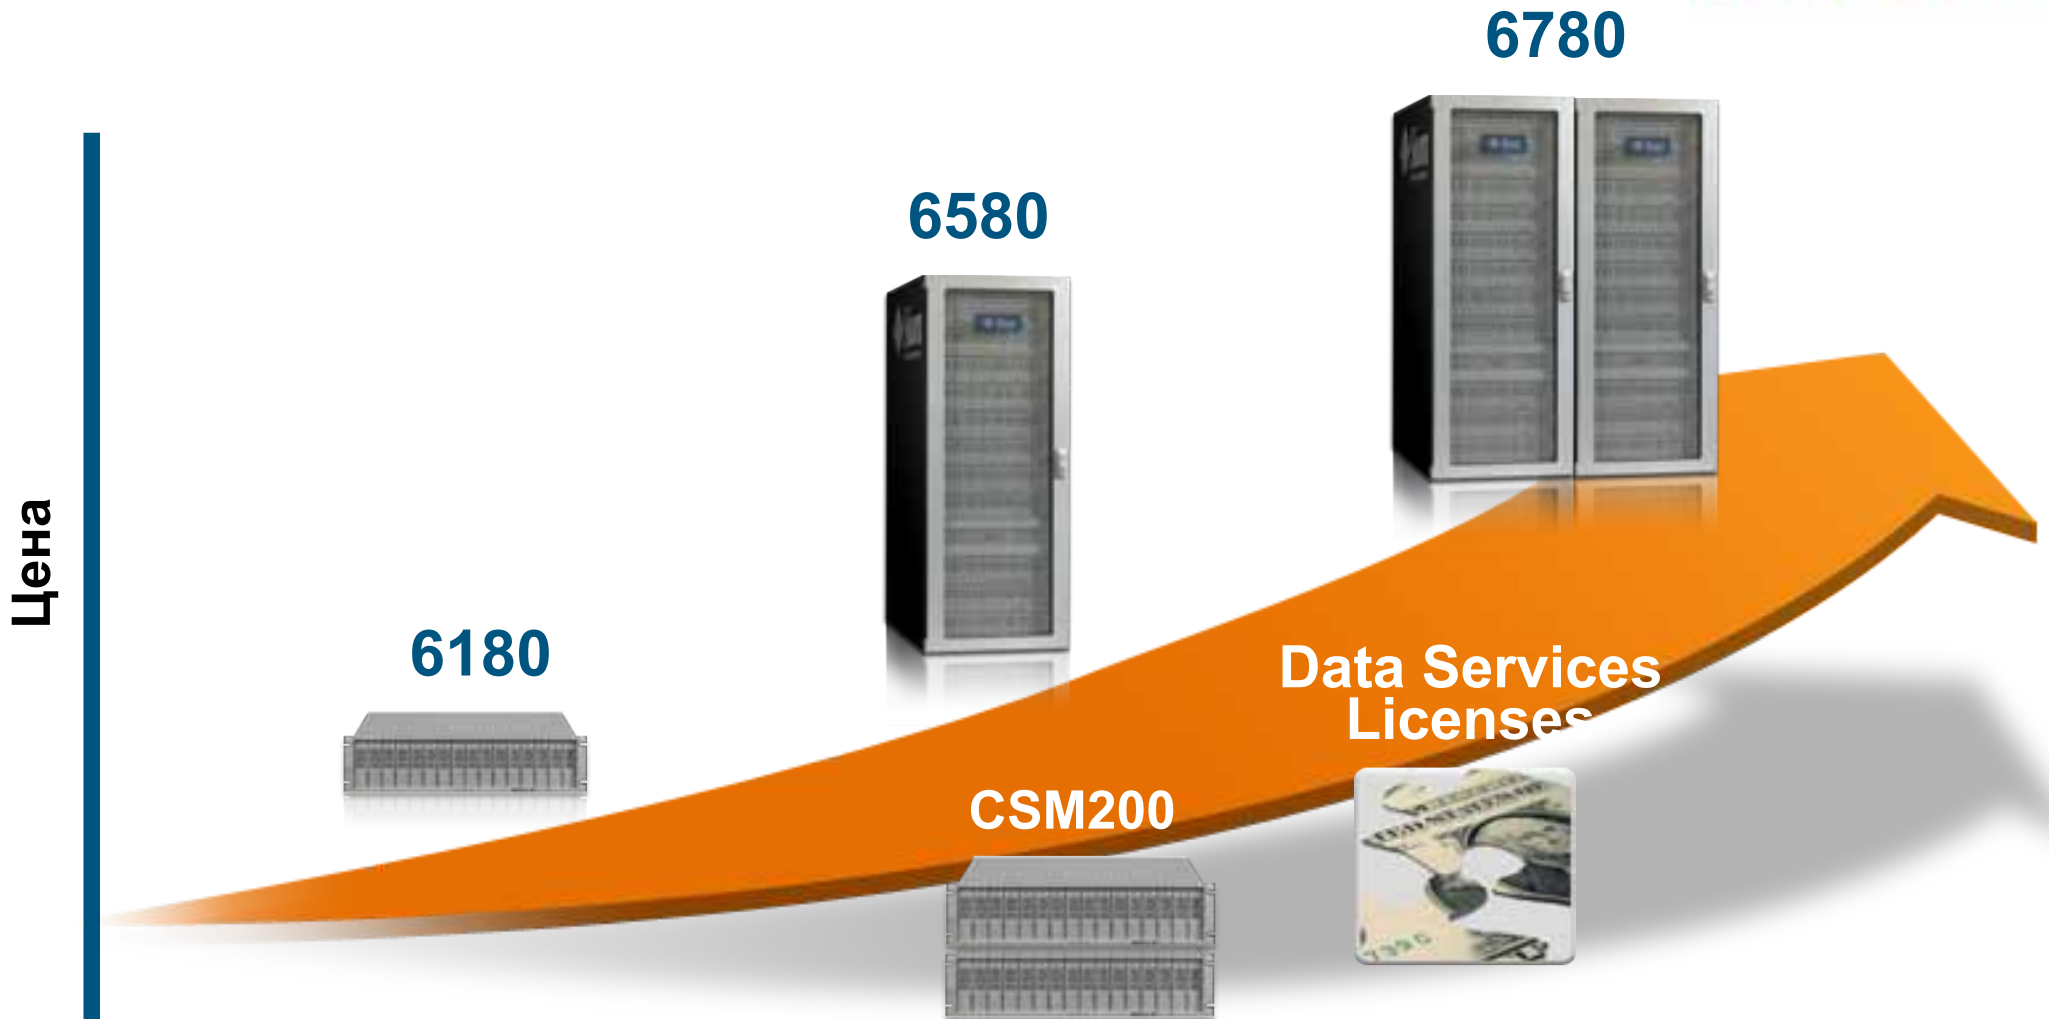 6780
6580
Цена
6180
Data Services
Licenses
CSM200